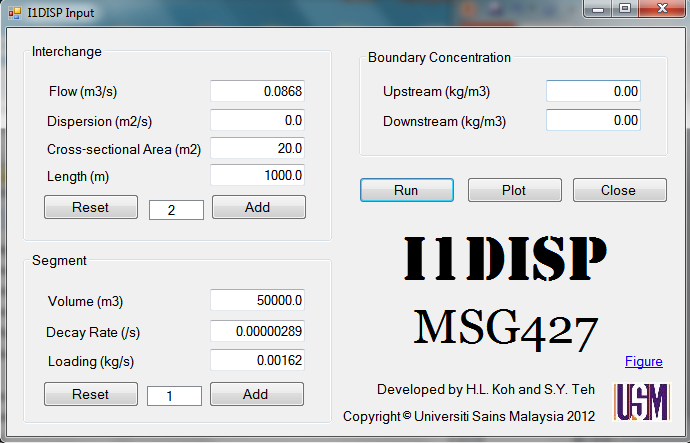 I1DISP Input
Interchange
Flow (m3/s) 0.0868
Dispersion (m2/s) 0.0
Cross-sectional Area (m2) 20.0
Length (m) 1000.0
Reset 2 Add
Segment
Volume (m3) 50000.0
Decay Rate (/s) 0.00000289
Loading (kg/s) 0.00162
Reset 1 Add
Boundary Concentration
Upstream (kg/m3) 0.00
Downstream (kg/m3) 0.00
Run Plot Close
I1DISP
MSG427
Figure
Developed by H.L. Koh and S.Y. Teh
Copyright © Universiti Sains Malaysia 2012
USM